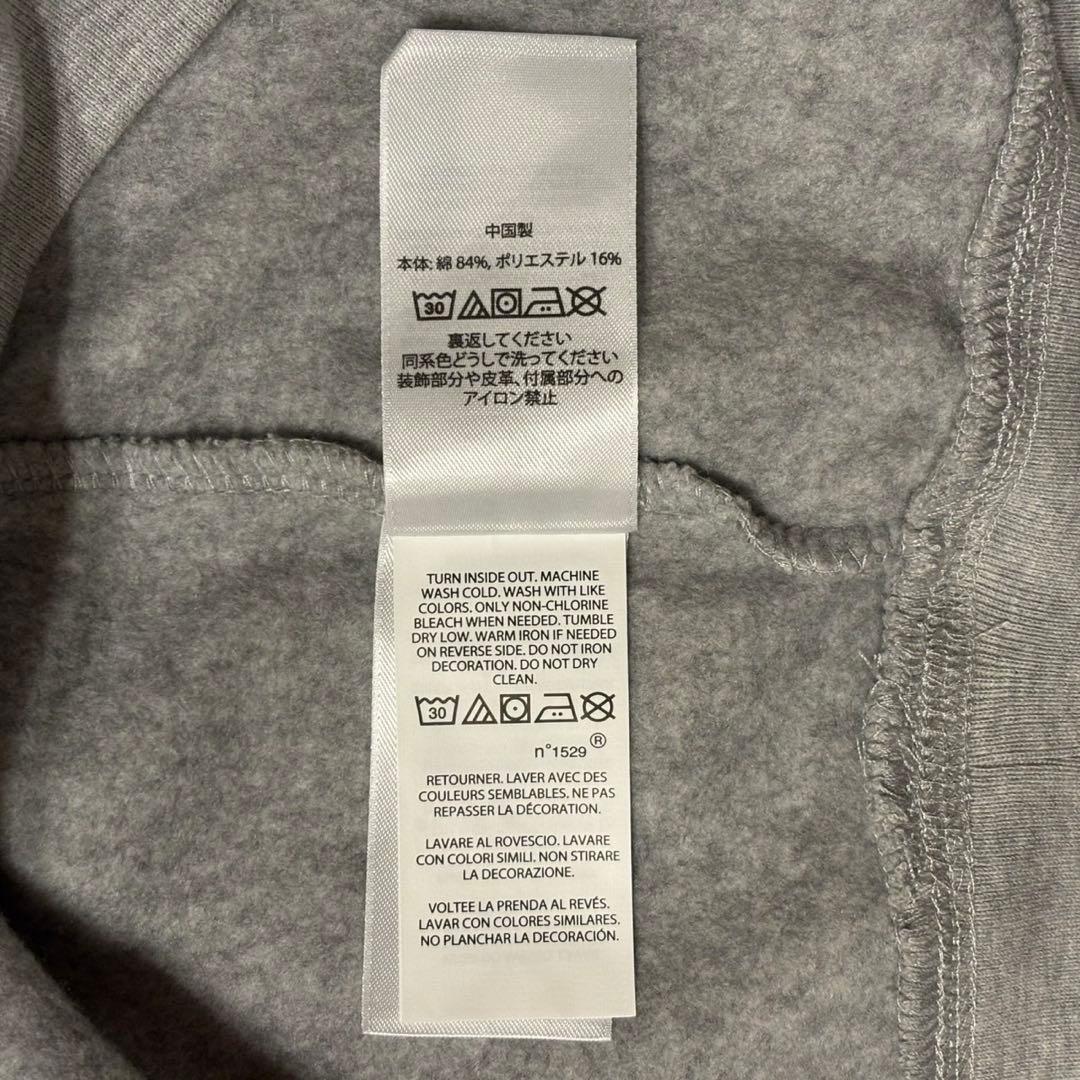 中国製
本体: 綿 84%, ポリエステル 16%
30
裏返してください
同系色どうしで洗ってください
装飾部分や皮革、付属部分への
アイロン禁止
TURN INSIDE OUT. MACHINE
WASH COLD. WASH WITH LIKE
COLORS. ONLY NON-CHLORINE
BLEACH WHEN NEEDED. TUMBLE
DRY LOW. WARM IRON IF NEEDED
ON REVERSE SIDE. DO NOT IRON
DECORATION. DO NOT DRY
CLEAN.
30
n°1529 ®
RETOURNER. LAVER AVEC DES
COULEURS SEMBLABLES. NE PAS
REPASSER LA DÉCORATION.
LAVARE AL ROVESCIO. LAVARE
CON COLORI SIMILI. NON STIRARE
LA DECORAZIONE.
VOLTEE LA PRENDA AL REVÉS.
LAVAR CON COLORES SIMILARES.
NO PLANCHAR LA DECORACIÓN.